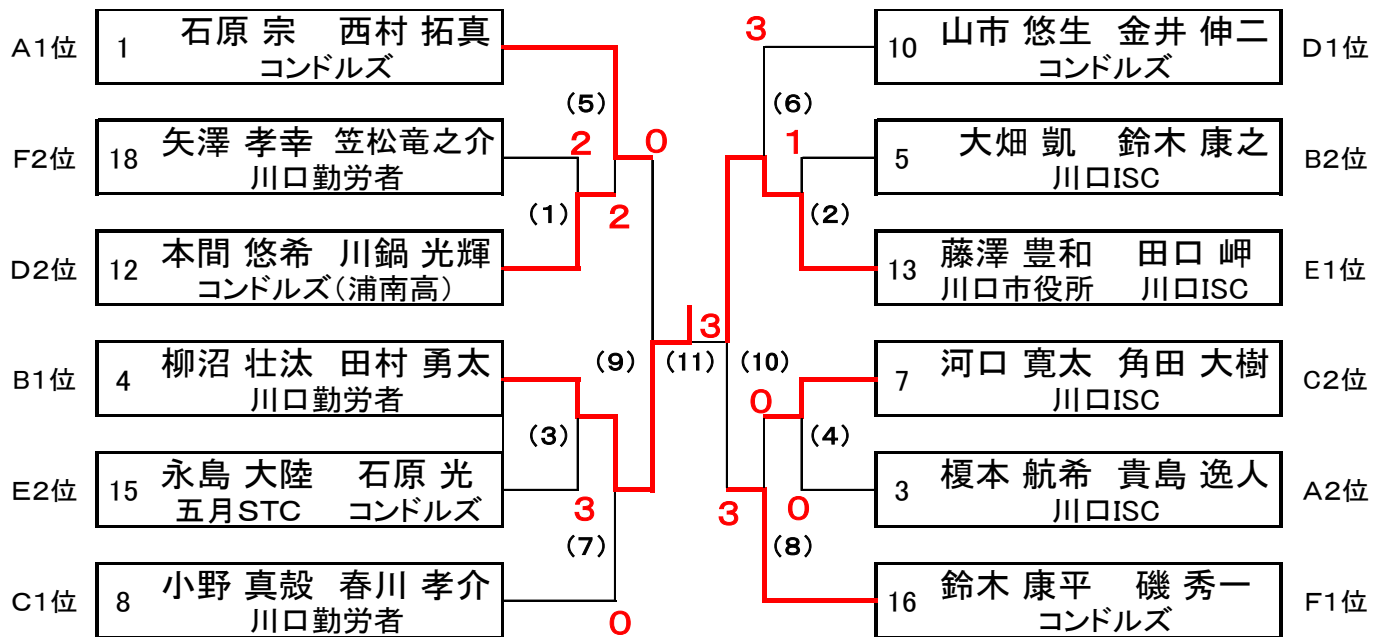 A1位
1
石原 宗　西村 拓真
コンドルズ
F2位
18
矢澤 孝幸　笠松竜之介
川口勤労者
D2位
12
本間 悠希　川鍋 光輝
コンドルズ（浦南高）
B1位
4
柳沼 壮汰　田村 勇太
川口勤労者
E2位
15
永島 大陸　石原 光
五月STC　コンドルズ
C1位
8
小野 真殻　春川 孝介
川口勤労者
（5）
2
0
（1）
2
（3）
3
（7）
0
（9）
3
（11）
（10）
3
（6）
1
（2）
0
（4）
3
0
（8）
10
山市 悠生　金井 伸二
コンドルズ
D1位
5
大畑 凱　鈴木 康之
川口ISC
B2位
13
藤澤 豊和　田口 岬
川口市役所　川口ISC
E1位
7
河口 寛太　角田 大樹
川口ISC
C2位
3
榎本 航希　貴島 逸人
川口ISC
A2位
16
鈴木 康平　磯 秀一
コンドルズ
F1位